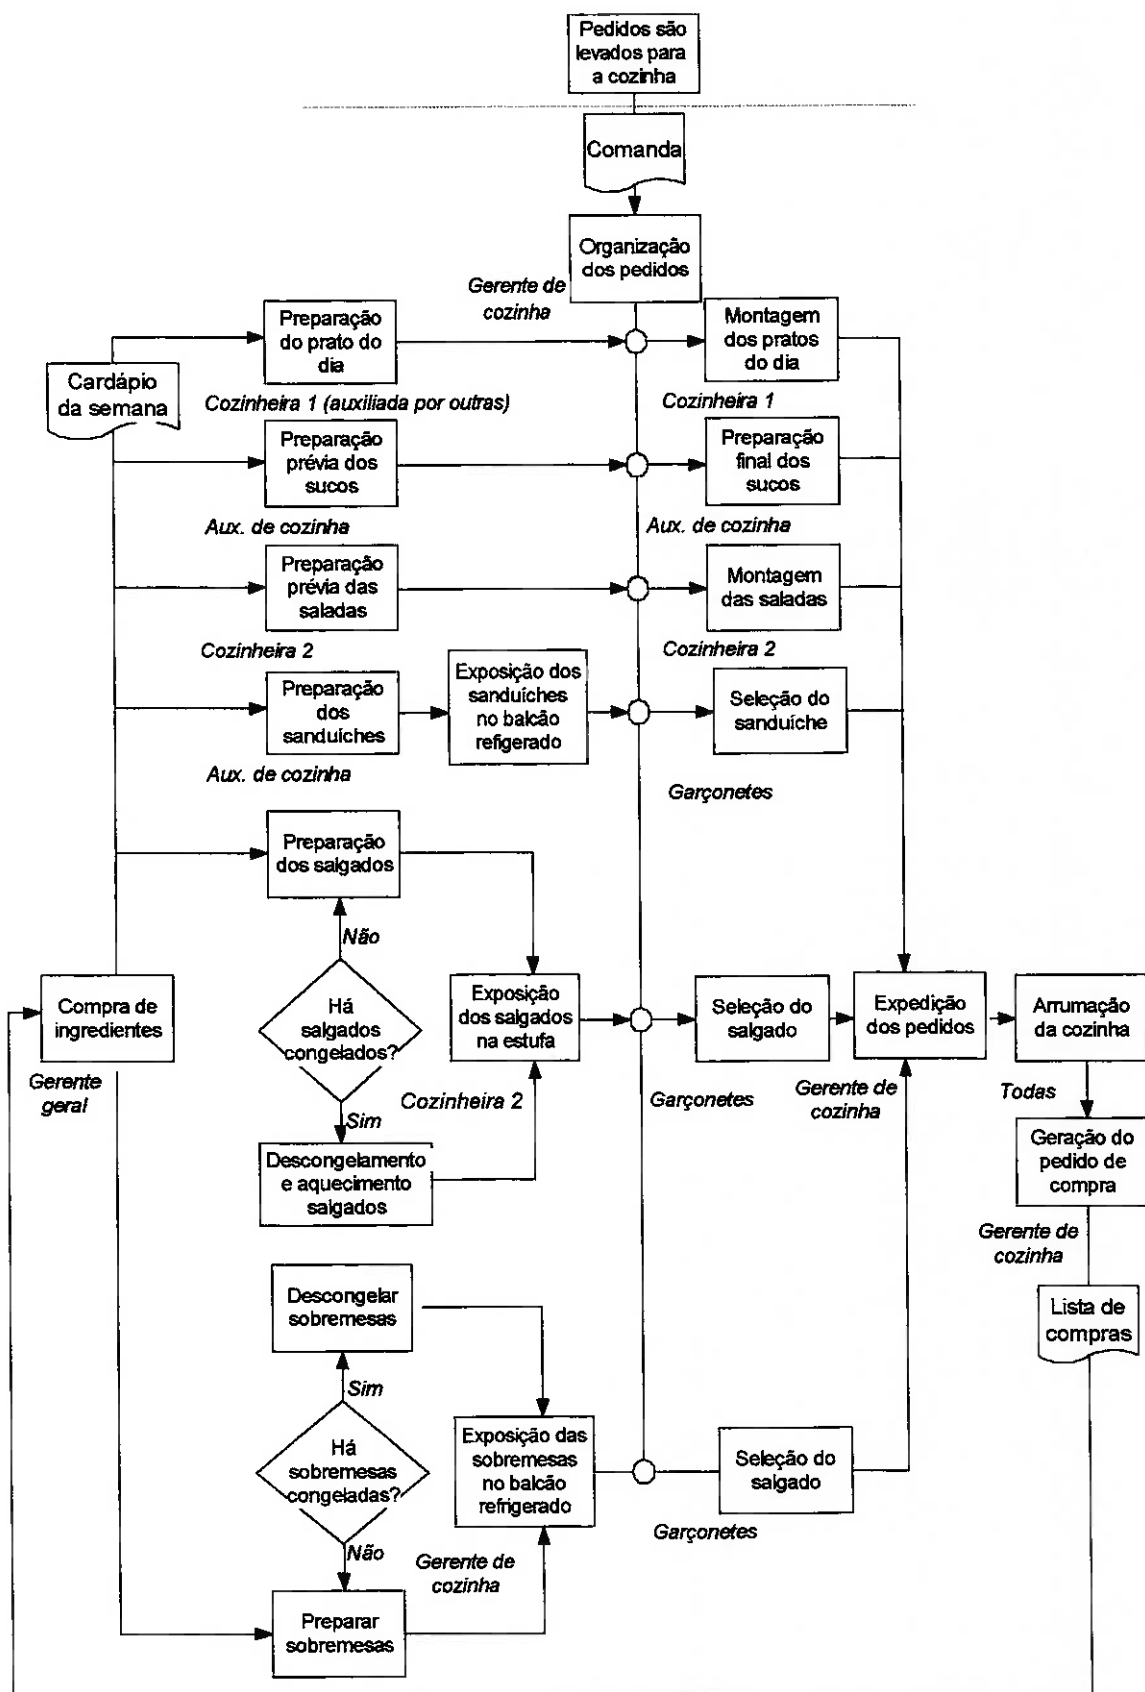 Pedidos são
levados para
a cozinha
Comanda
Organização
dos pedidos
Gerente de
cozinha
Preparação
do prato do
dia
Montagem
dos pratos
do dia
Cardápio
da semana
Cozinheira 1 (auxiliada por outras)
Cozinheira 1
Preparação
prévia dos
sucos
Preparação
final dos
sucos
Aux. de cozinha
Aux. de cozinha
Preparação
prévia das
saladas
Montagem
das saladas
Cozinheira 2
Cozinheira 2
Preparação
dos
sanduíches
Exposição dos
sanduíches
no balcão
refigerado
Seleção do
sanduíche
Aux. de cozinha
Garçonetes
Preparação
dos salgados
Não
Há
salgados
congelados?
Sim
Compra de
ingredientes
Gerente
geral
Exposição
dos salgados
na estufa
Cozinheira 2
Seleção do
salgado
Garçonetes
Expedição
dos pedidos
Gerente de
cozinha
Arrumação
da cozinha
Todas
Descongelamento
e aquecimento
salgados
Geração do
pedido de
compra
Gerente de
cozinha
Lista de
compras
Descongelar
sobremesas
Sim
Há
sobremesas
congeladas?
Não
Exposição das
sobremesas
no balcão
refrigerado
Seleção do
salgado
Garçonetes
Gerente de
cozinha
Preparar
sobremesas